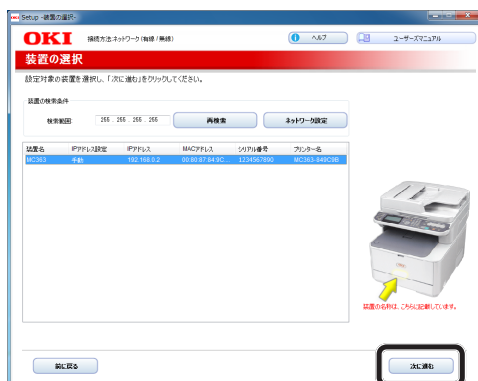 OKI Setup -装置の選択-
OKI 接続方法:ネットワーク(有線/無線) ヘルプ ユーザーズマニュアル
装置の選択
設定対象の装置を選択し、「次に進む」をクリックしてください。
装置の検索条件
検索範囲: 255 . 255 . 255 . 255 再検索 ネットワーク設定
装置名 IPアドレス設定 IPアドレス MACアドレス シリアル番号 プリンター名
MC363 手動 192.168.0.2 00:80:87:84:9C... 1234567890 MC363-849C9B
装置の名称は、こちらに記載しています。
前に戻る 次に進む